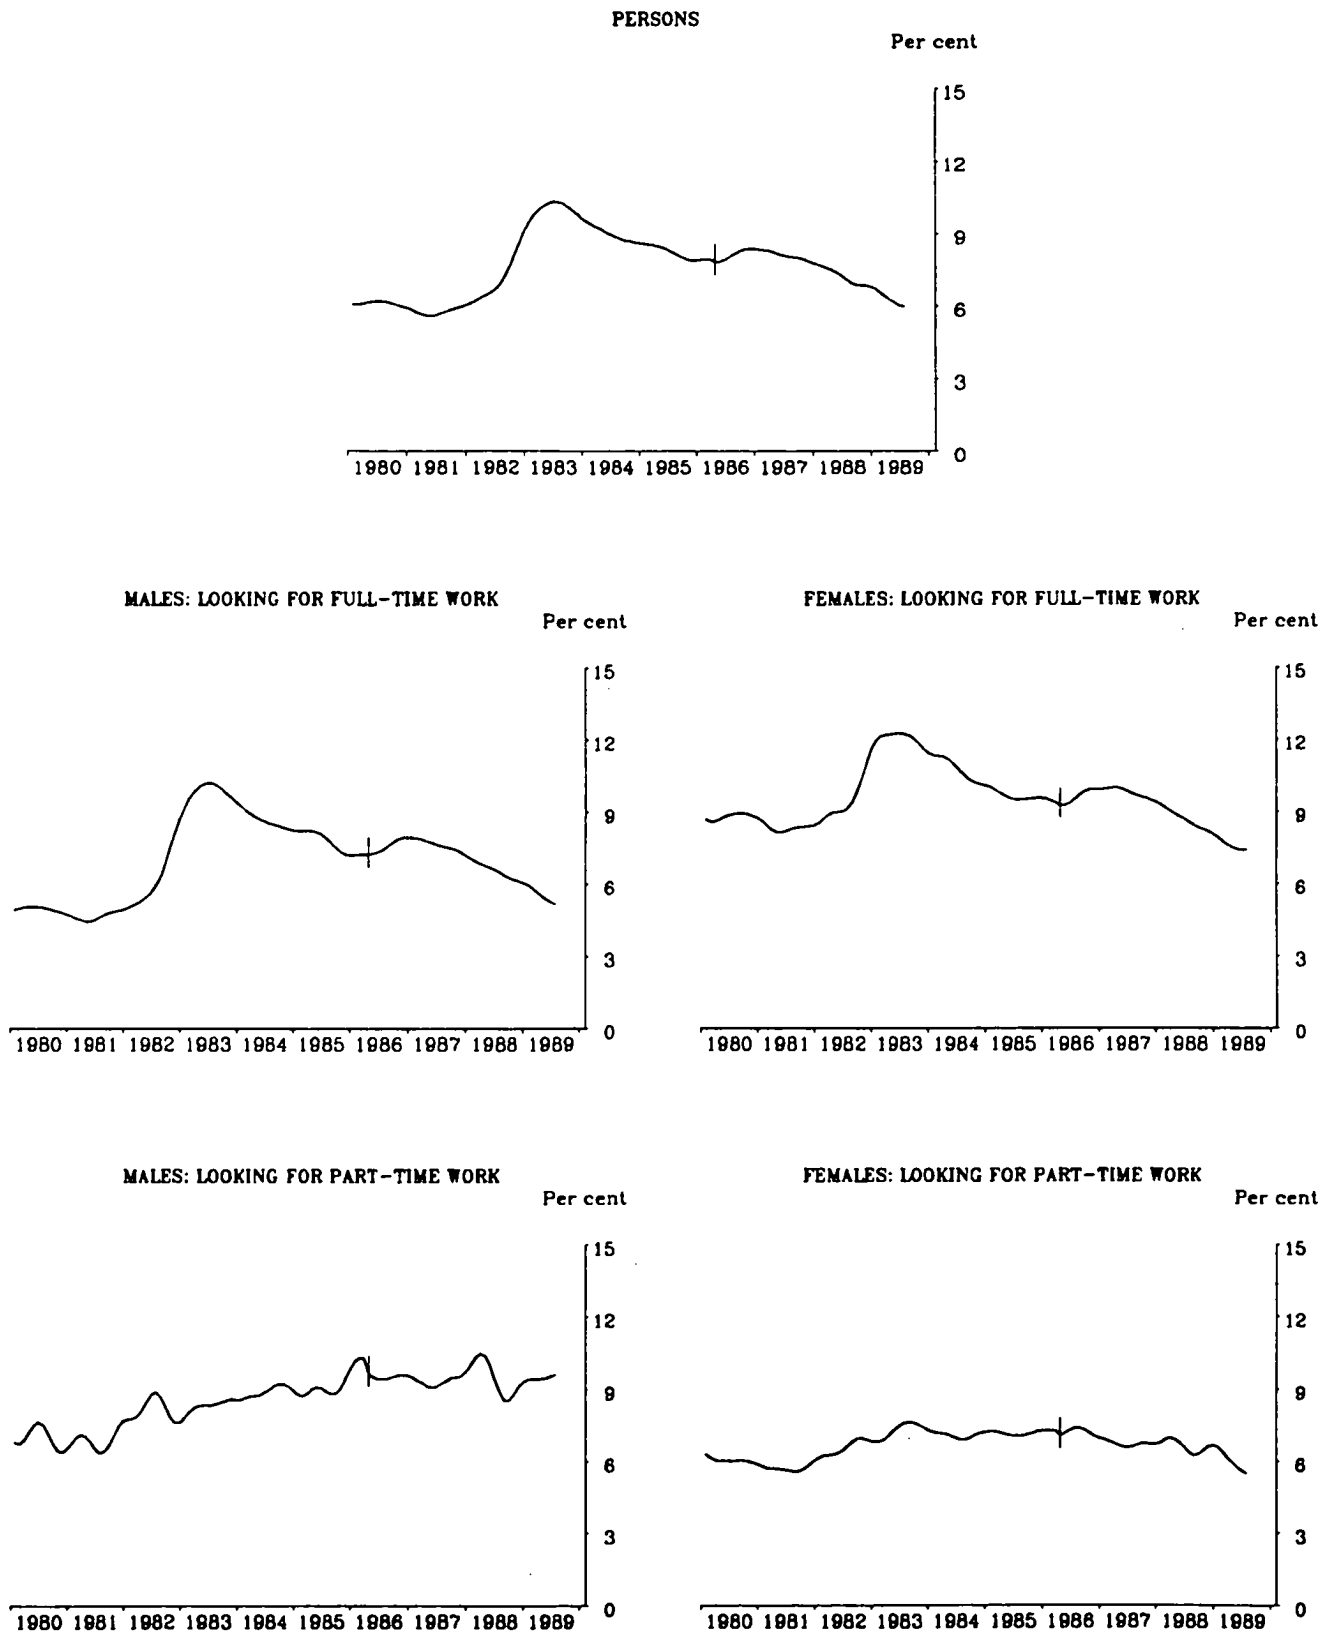 PERSONS
Per cent
15
12
9
6
3
0
1980 1981 1982 1983 1984 1985 1986 1987 1988 1989
MALES: LOOKING FOR FULL-TIME WORK
Per cent
15
12
9
6
3
0
1980 1981 1982 1983 1984 1985 1986 1987 1988 1989
FEMALES: LOOKING FOR FULL-TIME WORK
Per cent
15
12
9
6
3
0
1980 1981 1982 1983 1984 1985 1986 1987 1988 1989
MALES: LOOKING FOR PART-TIME WORK
Per cent
15
12
9
6
3
0
1980 1981 1982 1983 1984 1985 1986 1987 1988 1989
FEMALES: LOOKING FOR PART-TIME WORK
Per cent
15
12
9
6
3
0
1980 1981 1982 1983 1984 1985 1986 1987 1988 1989